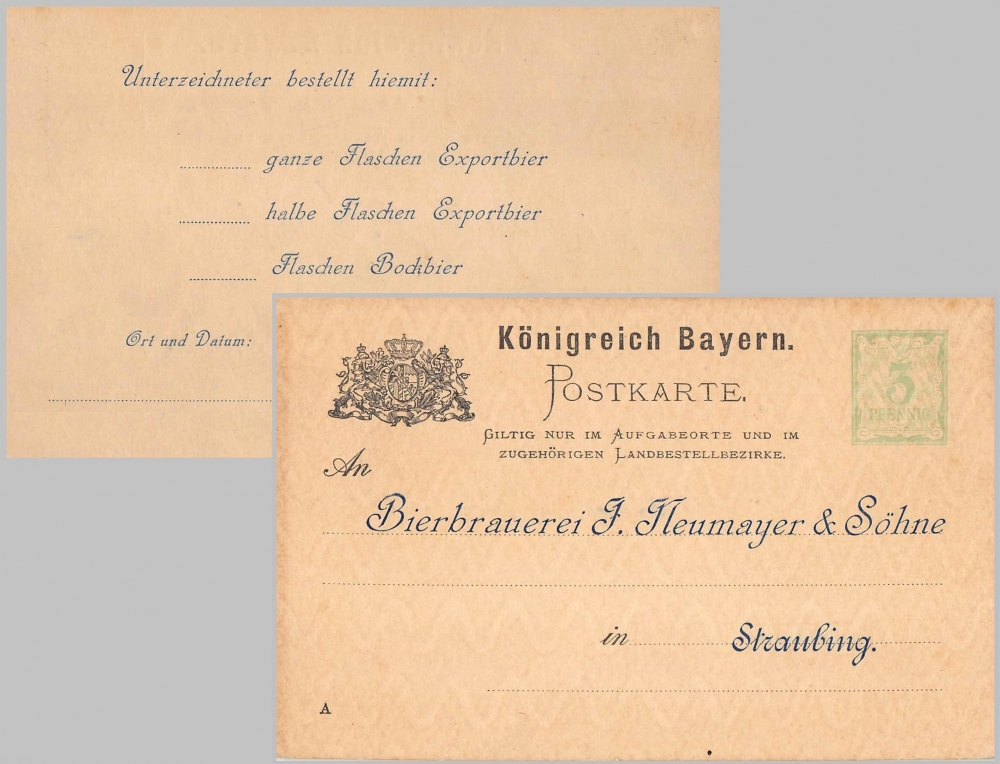 Unterzeichneter bestellt hiemit:
ganze Flaschen Exportbier
halbe Flaschen Exportbier
Flaschen Bockbier
Ort und Datum:
Königreich Bayern.
POSTKARTE.
GILTIG NUR IM AUFGABEORTE UND IM
ZUGEHÖRIGEN LANDBESTELLBEZIRKE.
3
PFENNIG
An
Bierbrauerei J. Neumayer & Söhne
in Straubing.
A